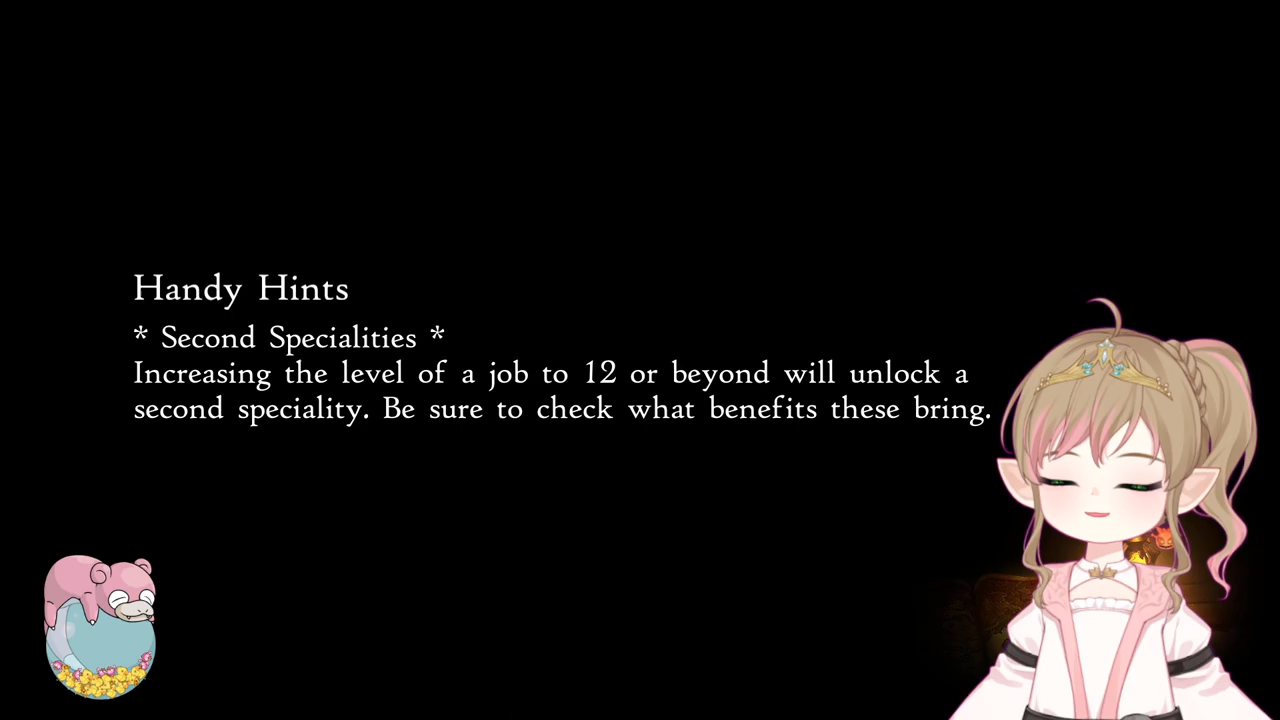 Handy Hints
* Second Specialities *
Increasing the level of a job to 12 or beyond will unlock a
second speciality. Be sure to check what benefits these bring.